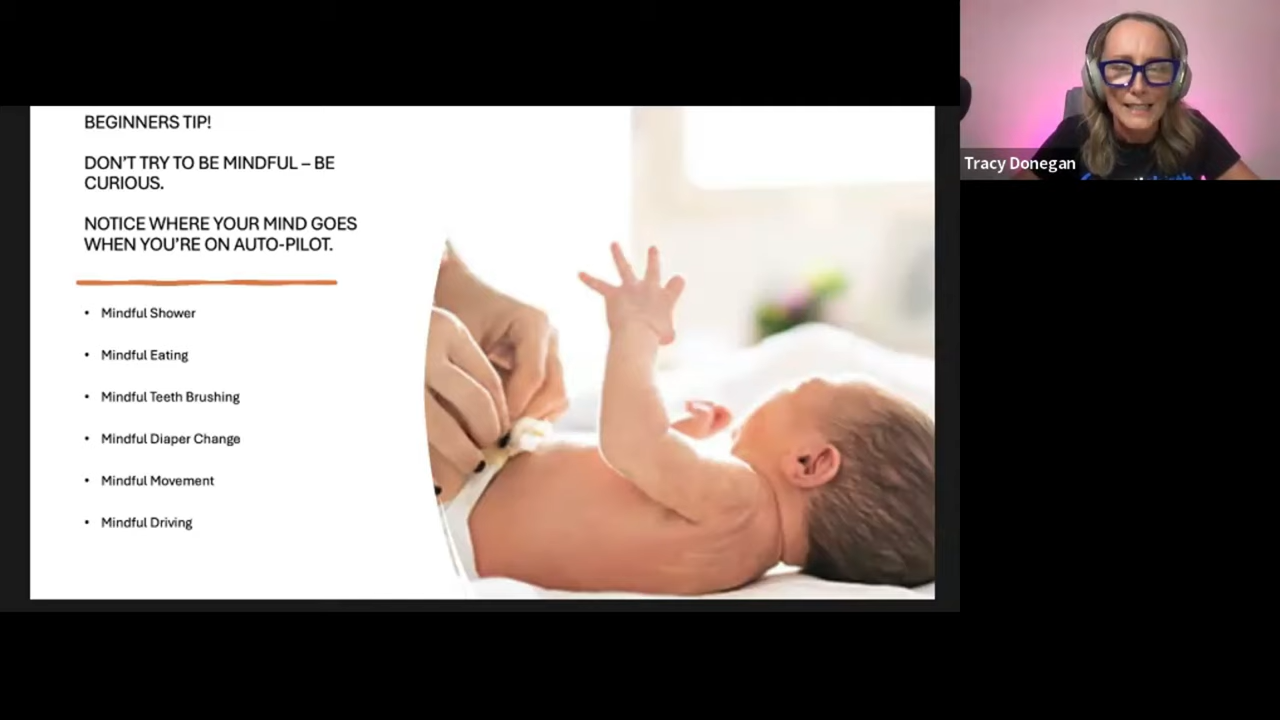 BEGINNERS TIP!
DON'T TRY TO BE MINDFUL – BE
CURIOUS.
NOTICE WHERE YOUR MIND GOES
WHEN YOU'RE ON AUTO-PILOT.
• Mindful Shower
• Mindful Eating
• Mindful Teeth Brushing
• Mindful Diaper Change
• Mindful Movement
• Mindful Driving
Tracy Donegan